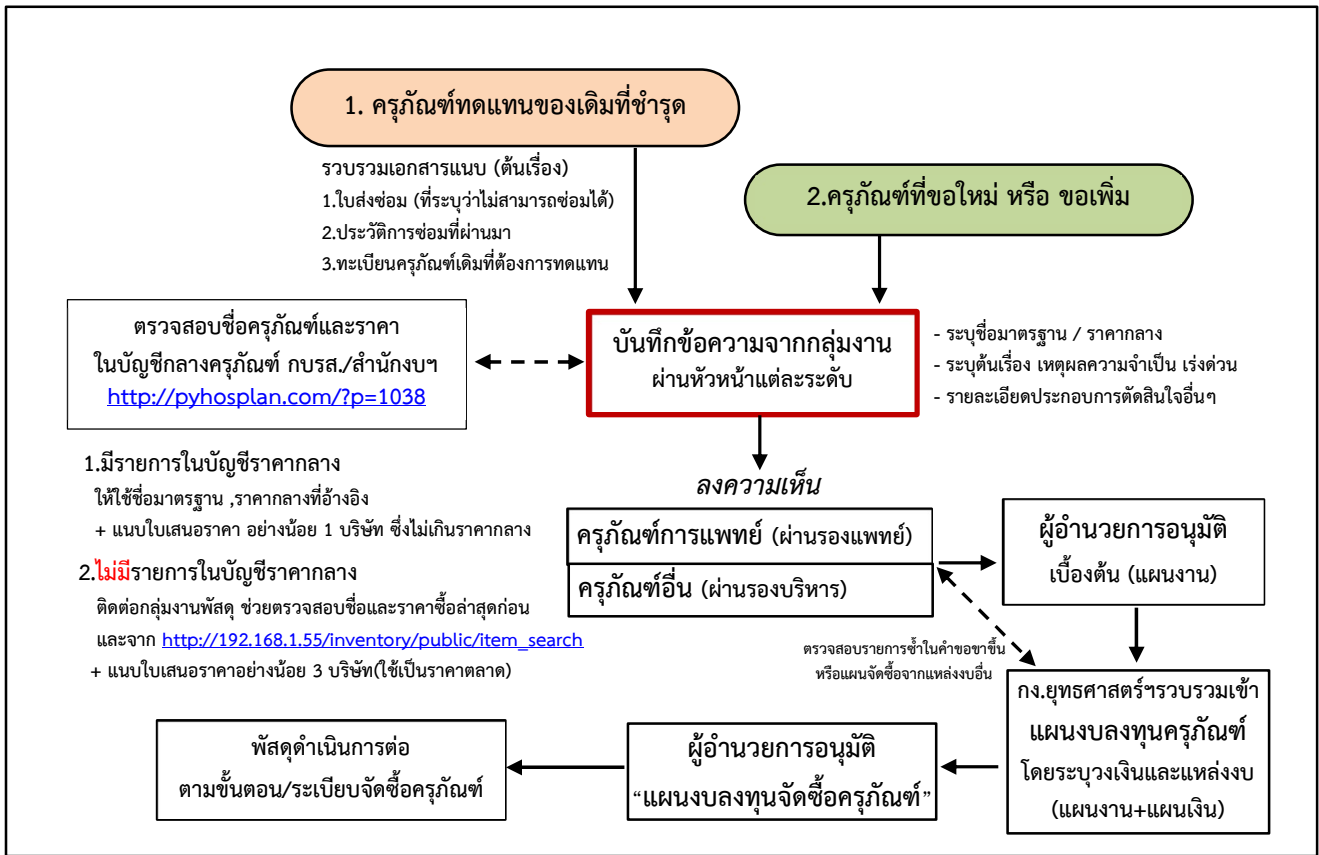 1. ครุภัณฑ์ทดแทนของเดิมที่ชำรุด
รวบรวมเอกสารแนบ (ต้นเรื่อง)
1.ใบส่งซ่อม (ที่ระบุว่าไม่สามารถซ่อมได้)
2.ประวัติการซ่อมที่ผ่านมา
3.ทะเบียนครุภัณฑ์เดิมที่ต้องการทดแทน
2.ครุภัณฑ์ที่ขอใหม่ หรือ ขอเพิ่ม
ตรวจสอบชื่อครุภัณฑ์และราคา
ในบัญชีกลางครุภัณฑ์ กบรส./สำนักงบฯ
http://pyhosplan.com/?p=1038
บันทึกข้อความจากกลุ่มงาน
ผ่านหัวหน้าแต่ละระดับ
- ระบุชื่อมาตรฐาน / ราคากลาง
- ระบุต้นเรื่อง เหตุผลความจำเป็น เร่งด่วน
- รายละเอียดประกอบการตัดสินใจอื่นๆ
1.มีรายการในบัญชีราคากลาง
ให้ใช้ชื่อมาตรฐาน ,ราคากลางที่อ้างอิง
+ แนบใบเสนอราคา อย่างน้อย 1 บริษัท ซึ่งไม่เกินราคากลาง
2.ไม่มีรายการในบัญชีราคากลาง
ติดต่อกลุ่มงานพัสดุ ช่วยตรวจสอบชื่อและราคาซื้อล่าสุดก่อน
และจาก http://192.168.1.55/inventory/public/item_search
+ แนบใบเสนอราคาอย่างน้อย 3 บริษัท(ใช้เป็นราคาตลาด)
ลงความเห็น
ครุภัณฑ์การแพทย์ (ผ่านรองแพทย์)
ครุภัณฑ์อื่น (ผ่านรองบริหาร)
ผู้อำนวยการอนุมัติ
เบื้องต้น (แผนงาน)
ตรวจสอบรายการซ้ำในคำขอขาขึ้น
หรือแผนจัดซื้อจากแหล่งงบอื่น
กง.ยุทธศาสตร์ฯรวบรวมเข้า
แผนงบลงทุนครุภัณฑ์
โดยระบุวงเงินและแหล่งงบ
(แผนงาน+แผนเงิน)
ผู้อำนวยการอนุมัติ
“แผนงบลงทุนจัดซื้อครุภัณฑ์”
พัสดุดำเนินการต่อ
ตามขั้นตอน/ระเบียบจัดซื้อครุภัณฑ์